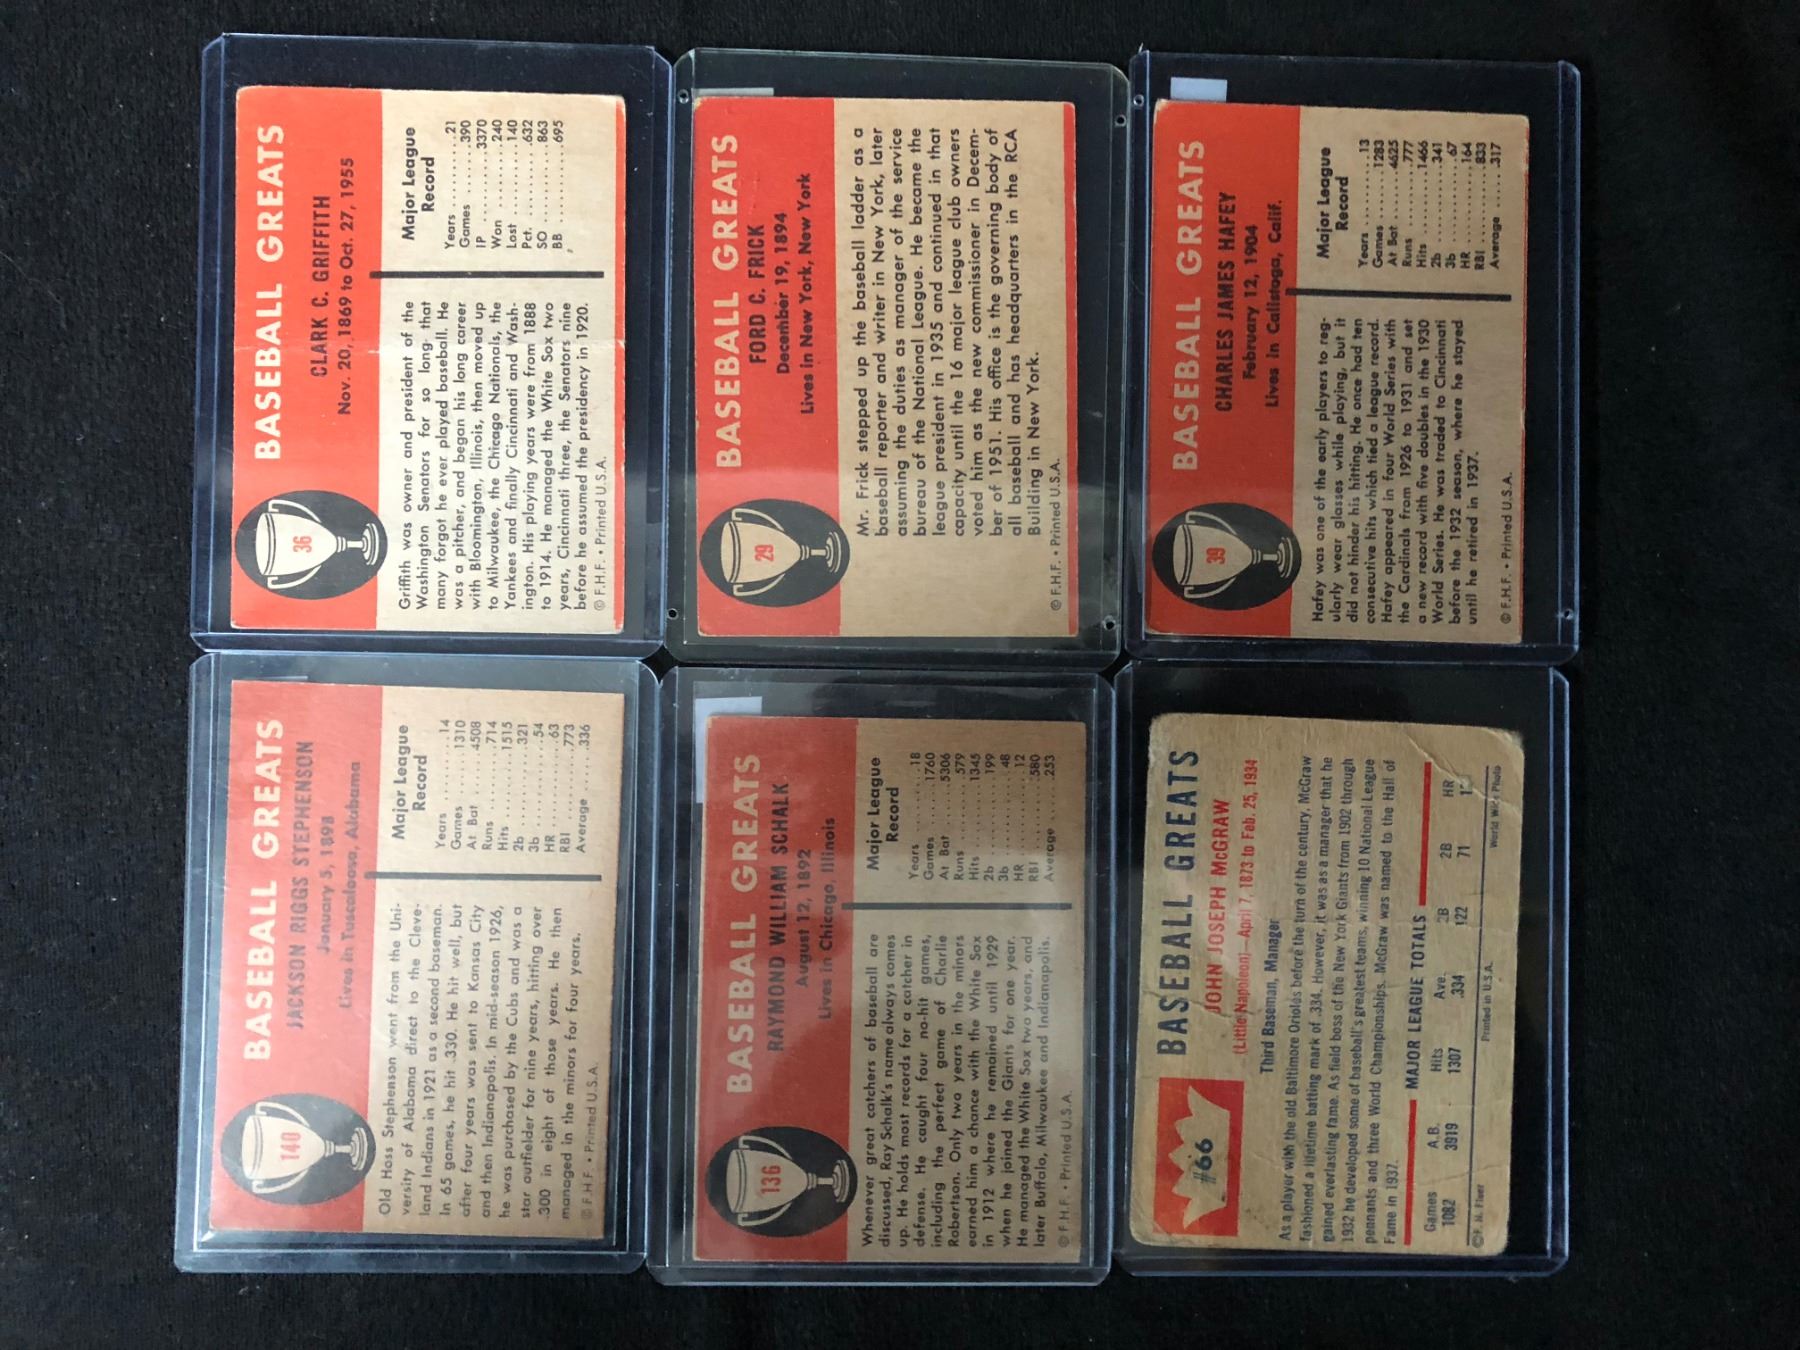 36
BASEBALL GREATS
CLARK C. GRIFFITH
Nov. 20, 1869 to Oct. 27, 1955
Griffith was owner and president of the
Washington Senators for so long that
many forgot he ever played baseball. He
was a pitcher, and began his long career
with Bloomington, Illinois, then moved up
to Milwaukee, the Chicago Nationals, the
Yankees and finally Cincinnati and Wash-
ington. His playing years were from 1888
to 1914. He managed the White Sox two
years, Cincinnati three, the Senators nine
before he assumed the presidency in 1920.
© F.H.F. • Printed U.S.A.
Major League
Record
Years ........ 21
Games ...... 390
IP ......... 3370
Won ........ 240
Lost ........ 140
Pct. ........ .632
SO ......... 863
BB ......... 695
29
BASEBALL GREATS
FORD C. FRICK
December 19, 1894
Lives in New York, New York
Mr. Frick stepped up the baseball ladder as a
baseball reporter and writer in New York, later
assuming the duties as manager of the service
bureau of the National League. He became the
league president in 1935 and continued in that
capacity until the 16 major league club owners
voted him as the new commissioner in Decem-
ber of 1951. His office is the governing body of
all baseball and has headquarters in the RCA
Building in New York.
© F.H.F. • Printed U.S.A.
39
BASEBALL GREATS
CHARLES JAMES HAFEY
February 12, 1904
Lives in Calistoga, Calif.
Hafey was one of the early players to reg-
ularly wear glasses while playing, but it
did not hinder his hitting. He once had ten
consecutive hits which tied a league record.
Hafey appeared in four World Series with
the Cardinals from 1926 to 1931 and set
a new record with five doubles in the 1930
World Series. He was traded to Cincinnati
before the 1932 season, where he stayed
until he retired in 1937.
© F.H.F. • Printed U.S.A.
Major League
Record
Years ........ 13
Games ...... 1283
At Bat ...... 4625
Runs ....... .777
Hits ........ 1466
2b ......... .341
3b ......... .67
HR ......... 164
RBI ........ 833
Average ..... .317
140
BASEBALL GREATS
JACKSON RIGGS STEPHENSON
January 5, 1898
Lives in Tuscaloosa, Alabama
Old Hoss Stephenson went from the Uni-
versity of Alabama direct to the Cleve-
land Indians in 1921 as a second baseman.
In 65 games, he hit .330. He hit well, but
after four years was sent to Kansas City
and then Indianapolis. In mid-season 1926,
he was purchased by the Cubs and was a
star outfielder for nine years, hitting over
.300 in eight of those years. He then
managed in the minors for four years.
© F.H.F. • Printed U.S.A.
Major League
Record
Years ........ 14
Games ...... 1310
At Bat ...... 4508
Runs ....... .714
Hits ........ 1515
2b ......... .321
3b ......... .54
HR ......... .63
RBI ........ .773
Average ..... .336
136
BASEBALL GREATS
RAYMOND WILLIAM SCHALK
August 12, 1892
Lives in Chicago, Illinois
Whenever great catchers of baseball are
discussed, Ray Schalk's name always comes
up. He holds most records for a catcher in
defense. He caught four no-hit games,
including the perfect game of Charlie
Robertson. Only two years in the minors
earned him a chance with the White Sox
in 1912 where he remained until 1929
when he joined the Giants for one year.
He managed the White Sox two years, and
later Buffalo, Milwaukee and Indianapolis.
© F.H.F. • Printed U.S.A.
Major League
Record
Years ........ 18
Games ...... 1760
At Bat ...... 5306
Runs ....... .579
Hits ........ 1345
2b ......... 199
3b ......... .48
HR ......... 12
RBI ........ .580
Average ..... .253
#66
BASEBALL GREATS
JOHN JOSEPH McGRAW
(Little Napoleon)—April 7, 1873 to Feb. 25, 1934
Third Baseman, Manager
As a player with the old Baltimore Orioles before the turn of the century, McGraw
fashioned a lifetime batting mark of .334. However, it was as a manager that he
gained everlasting fame. As field boss of the New York Giants from 1902 through
1932 he developed some of baseball's greatest teams, winning 10 National League
pennants and three World Championships. McGraw was named to the Hall of
Fame in 1937.
MAJOR LEAGUE TOTALS
Games A.B. Hits Ave. 2B 2B HR
1082 3919 1307 .334 122 71
© F. H. Fleer Printed in U.S.A. World Wide Photo